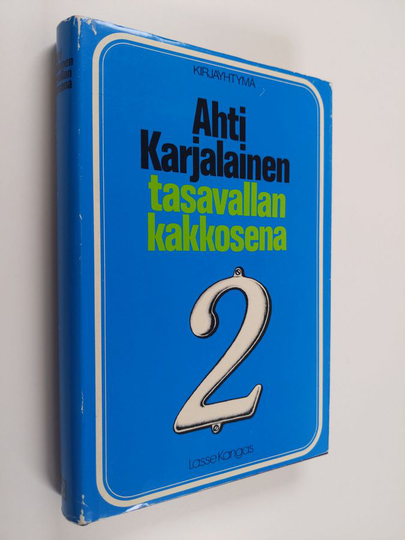 KIRJAYHTYMÄ
Ahti
Karjalainen
tasavallan
kakkosena
2
Lasse Kangas